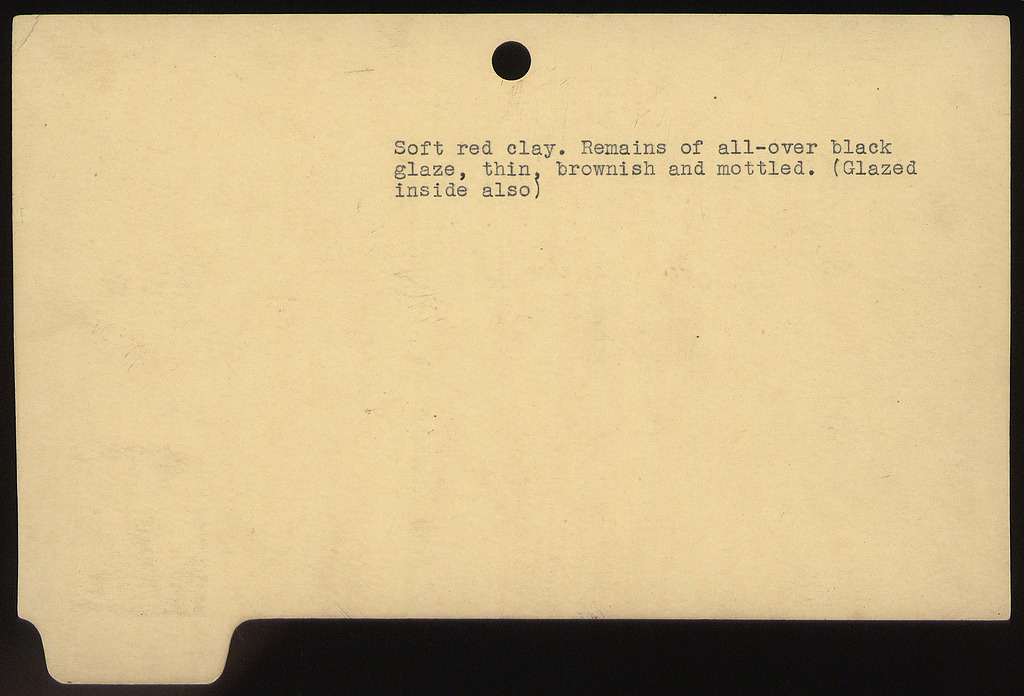 Soft red clay. Remains of all-over black
glaze, thin, brownish and mottled. (Glazed
inside also)